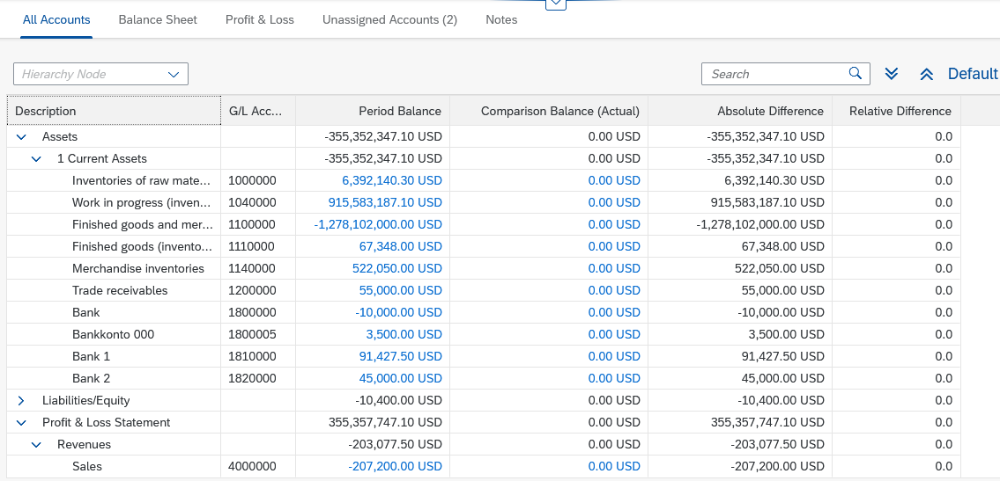 All Accounts Balance Sheet Profit & Loss Unassigned Accounts (2) Notes
Hierarchy Node Search Default
Description G/L Acc... Period Balance Comparison Balance (Actual) Absolute Difference Relative Difference
Assets -355,352,347.10 USD 0.00 USD -355,352,347.10 USD 0.0
1 Current Assets -355,352,347.10 USD 0.00 USD -355,352,347.10 USD 0.0
Inventories of raw mate... 1000000 6,392,140.30 USD 0.00 USD 6,392,140.30 USD 0.0
Work in progress (inven... 1040000 915,583,187.10 USD 0.00 USD 915,583,187.10 USD 0.0
Finished goods and mer... 1100000 -1,278,102,000.00 USD 0.00 USD -1,278,102,000.00 USD 0.0
Finished goods (invento... 1110000 67,348.00 USD 0.00 USD 67,348.00 USD 0.0
Merchandise inventories 1140000 522,050.00 USD 0.00 USD 522,050.00 USD 0.0
Trade receivables 1200000 55,000.00 USD 0.00 USD 55,000.00 USD 0.0
Bank 1800000 -10,000.00 USD 0.00 USD -10,000.00 USD 0.0
Bankkonto 000 1800005 3,500.00 USD 0.00 USD 3,500.00 USD 0.0
Bank 1 1810000 91,427.50 USD 0.00 USD 91,427.50 USD 0.0
Bank 2 1820000 45,000.00 USD 0.00 USD 45,000.00 USD 0.0
Liabilities/Equity -10,400.00 USD 0.00 USD -10,400.00 USD 0.0
Profit & Loss Statement 355,357,747.10 USD 0.00 USD 355,357,747.10 USD 0.0
Revenues -203,077.50 USD 0.00 USD -203,077.50 USD 0.0
Sales 4000000 -207,200.00 USD 0.00 USD -207,200.00 USD 0.0